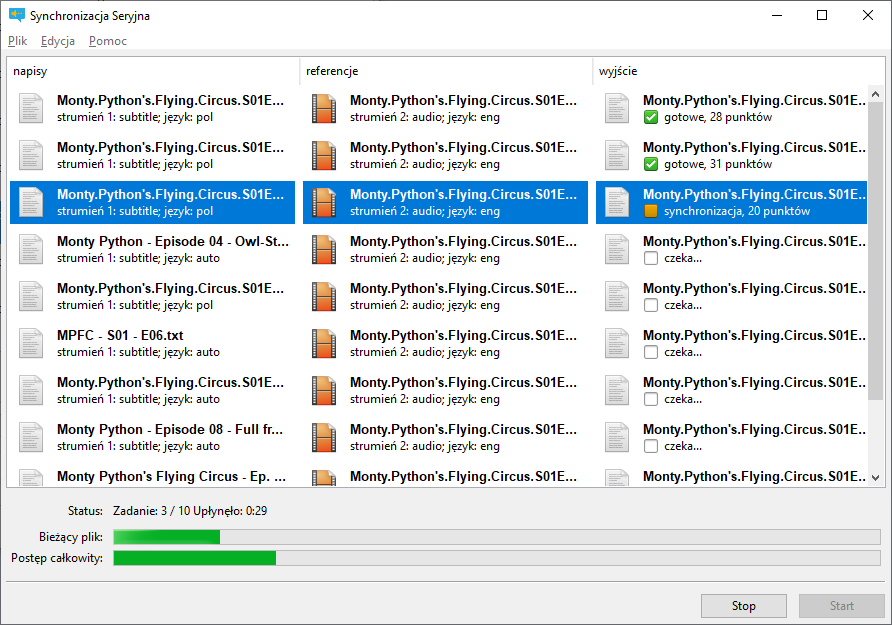 Synchronizacja Seryjna
Plik Edycja Pomoc
napisy referencje wyjście
Monty.Python's.Flying.Circus.S01E... Monty.Python's.Flying.Circus.S01E... Monty.Python's.Flying.Circus.S01E..
strumień 1: subtitle; język: pol strumień 2: audio; język: eng gotowe, 28 punktów
Monty.Python's.Flying.Circus.S01E... Monty.Python's.Flying.Circus.S01E... Monty.Python's.Flying.Circus.S01E..
strumień 1: subtitle; język: pol strumień 2: audio; język: eng gotowe, 31 punktów
Monty.Python's.Flying.Circus.S01E... Monty.Python's.Flying.Circus.S01E... Monty.Python's.Flying.Circus.S01E..
strumień 1: subtitle; język: pol strumień 2: audio; język: eng synchronizacja, 20 punktów
Monty Python - Episode 04 - Owl-St... Monty.Python's.Flying.Circus.S01E... Monty.Python's.Flying.Circus.S01E..
strumień 1: subtitle; język: auto strumień 2: audio; język: eng czeka...
Monty.Python's.Flying.Circus.S01E... Monty.Python's.Flying.Circus.S01E... Monty.Python's.Flying.Circus.S01E..
strumień 1: subtitle; język: pol strumień 2: audio; język: eng czeka...
MPFC - S01 - E06.txt Monty.Python's.Flying.Circus.S01E... Monty.Python's.Flying.Circus.S01E..
strumień 1: subtitle; język: auto strumień 2: audio; język: eng czeka...
Monty.Python's.Flying.Circus.S01E... Monty.Python's.Flying.Circus.S01E... Monty.Python's.Flying.Circus.S01E..
strumień 1: subtitle; język: auto strumień 2: audio; język: eng czeka...
Monty Python - Episode 08 - Full fr... Monty.Python's.Flying.Circus.S01E... Monty.Python's.Flying.Circus.S01E..
strumień 1: subtitle; język: auto strumień 2: audio; język: eng czeka...
Monty Python's Flying Circus - Ep. ... Monty.Python's.Flying.Circus.S01E... Monty.Python's.Flying.Circus.S01E..
Status: Zadanie: 3 / 10 Upłynęło: 0:29
Bieżący plik:
Postęp całkowity:
Stop Start